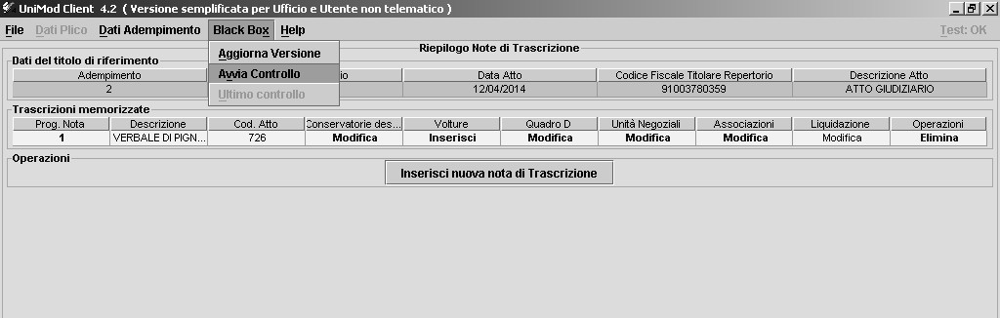 UniMod Client 4.2 ( Versione semplificata per Ufficio e Utente non telematico )
File Dati Plico Dati Adempimento Black Box Help Test: OK
Aggiorna Versione
Avvia Controllo
Ultimo controllo
Riepilogo Note di Trascrizione
Dati del titolo di riferimento
Adempimento io Data Atto Codice Fiscale Titolare Repertorio Descrizione Atto
2 12/04/2014 91003780359 ATTO GIUDIZIARIO
Trascrizioni memorizzate
Prog. Nota Descrizione Cod. Atto Conservatorie des... Volture Quadro D Unità Negoziali Associazioni Liquidazione Operazioni
1 VERBALE DI PIGN... 726 Modifica Inserisci Modifica Modifica Modifica Modifica Elimina
Operazioni
Inserisci nuova nota di Trascrizione